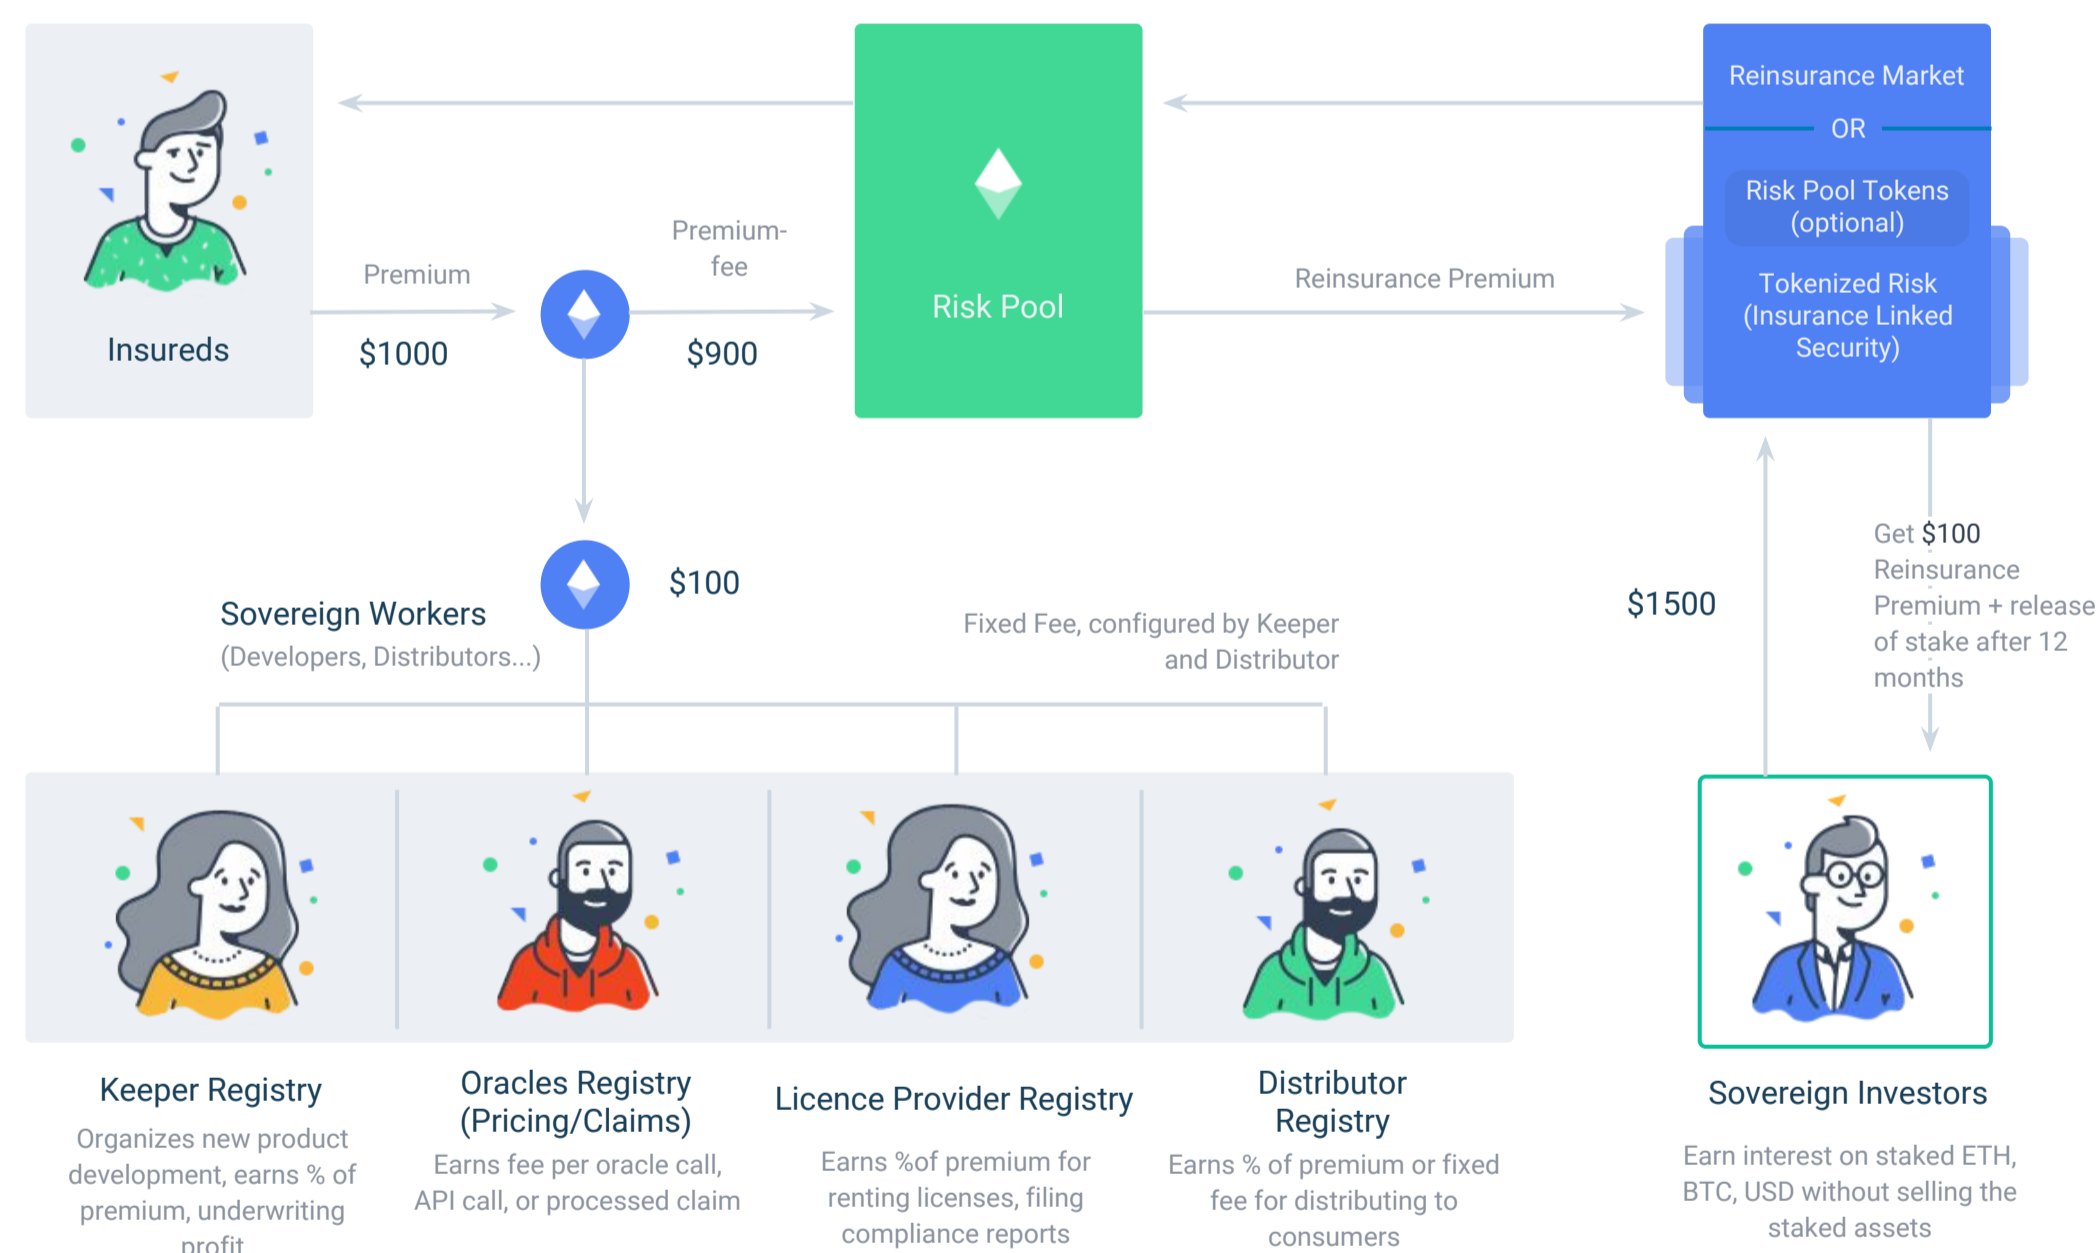 Reinsurance Market
OR
Risk Pool Tokens
(optional)
Tokenized Risk
(Insurance Linked
Security)
Premium-
fee
Premium
Reinsurance Premium
Risk Pool
Insureds
$1000
$900
Get $100
Reinsurance
Premium + release
of stake after 12
months
$100
$1500
Sovereign Workers
(Developers, Distributors...)
Fixed Fee, configured by Keeper
and Distributor
Keeper Registry
Organizes new product
development, earns % of
premium, underwriting
profit
Oracles Registry
(Pricing/Claims)
Earns fee per oracle call,
API call, or processed claim
Licence Provider Registry
Earns %of premium for
renting licenses, filing
compliance reports
Distributor
Registry
Earns % of premium or fixed
fee for distributing to
consumers
Sovereign Investors
Earn interest on staked ETH,
BTC, USD without selling the
staked assets